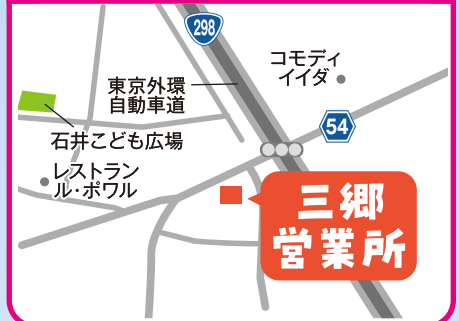 298
コモディ
イイダ
東京外環
自動車道
54
石井こども広場
レストラン
ル・ポワル
三郷
営業所